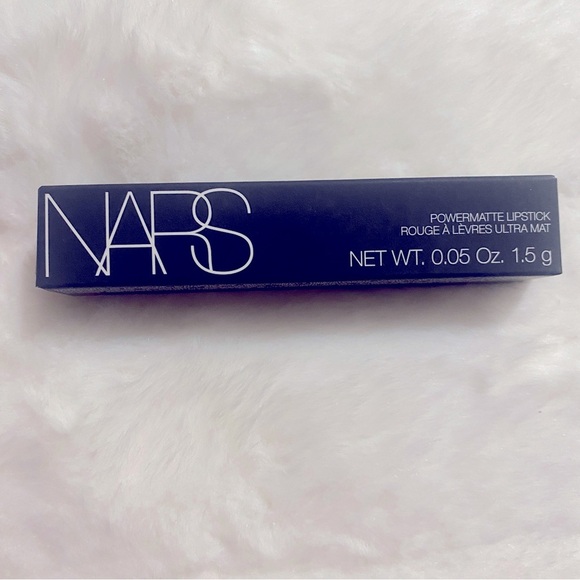 NARS
POWERMATTE LIPSTICK
ROUGE À LÈVRES ULTRA MAT
NET WT. 0.05 Oz. 1.5 g